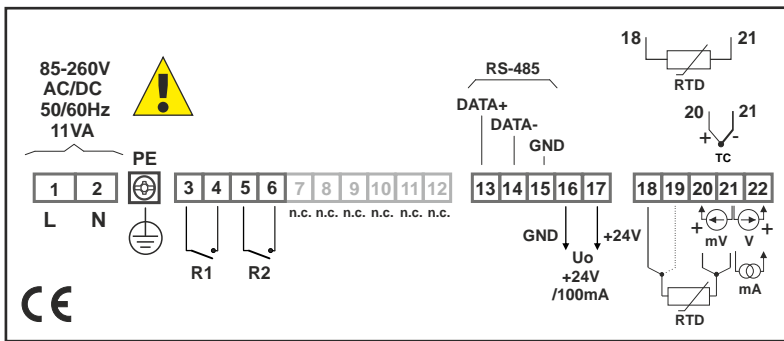 85-260V
AC/DC
50/60Hz
11VA
PE
1 2
L N
3 4 5 6 7 8 9 10 11 12
n.c. n.c. n.c. n.c. n.c. n.c.
R1 R2
CE
RS-485
DATA+
DATA-
GND
13 14 15 16 17
GND
+24V
Uo
+24V
/100mA
18 21
RTD
20 21
+ -
TC
18 19 20 21 22
+ mV V +
mA
RTD